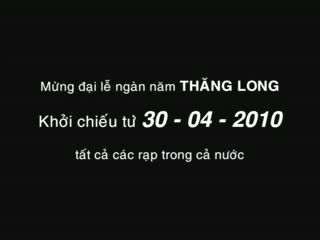 Mừng đại lễ ngàn năm THĂNG LONG
Khởi chiếu từ 30 - 04 - 2010
tất cả các rạp trong cả nước